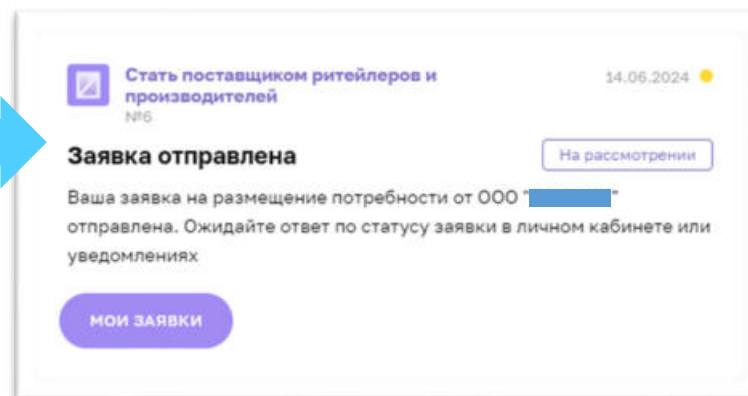 Стать поставщиком ритейлеров и
производителей
№6
14.06.2024
Заявка отправлена
На рассмотрении
Ваша заявка на размещение потребности от ООО " "
отправлена. Ожидайте ответ по статусу заявки в личном кабинете или
уведомлениях
МОИ ЗАЯВКИ